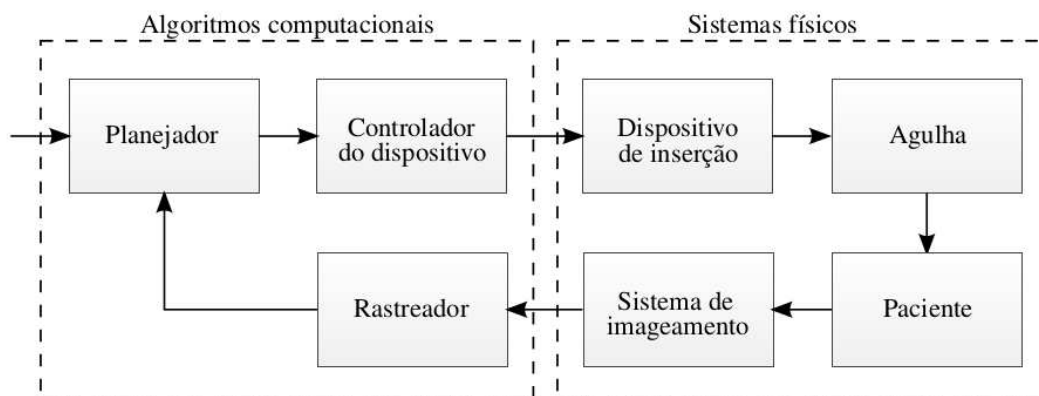 Algoritmos computacionais
Sistemas físicos
Planejador
Controlador
do dispositivo
Dispositivo
de inserção
Agulha
Rastreador
Sistema de
imageamento
Paciente